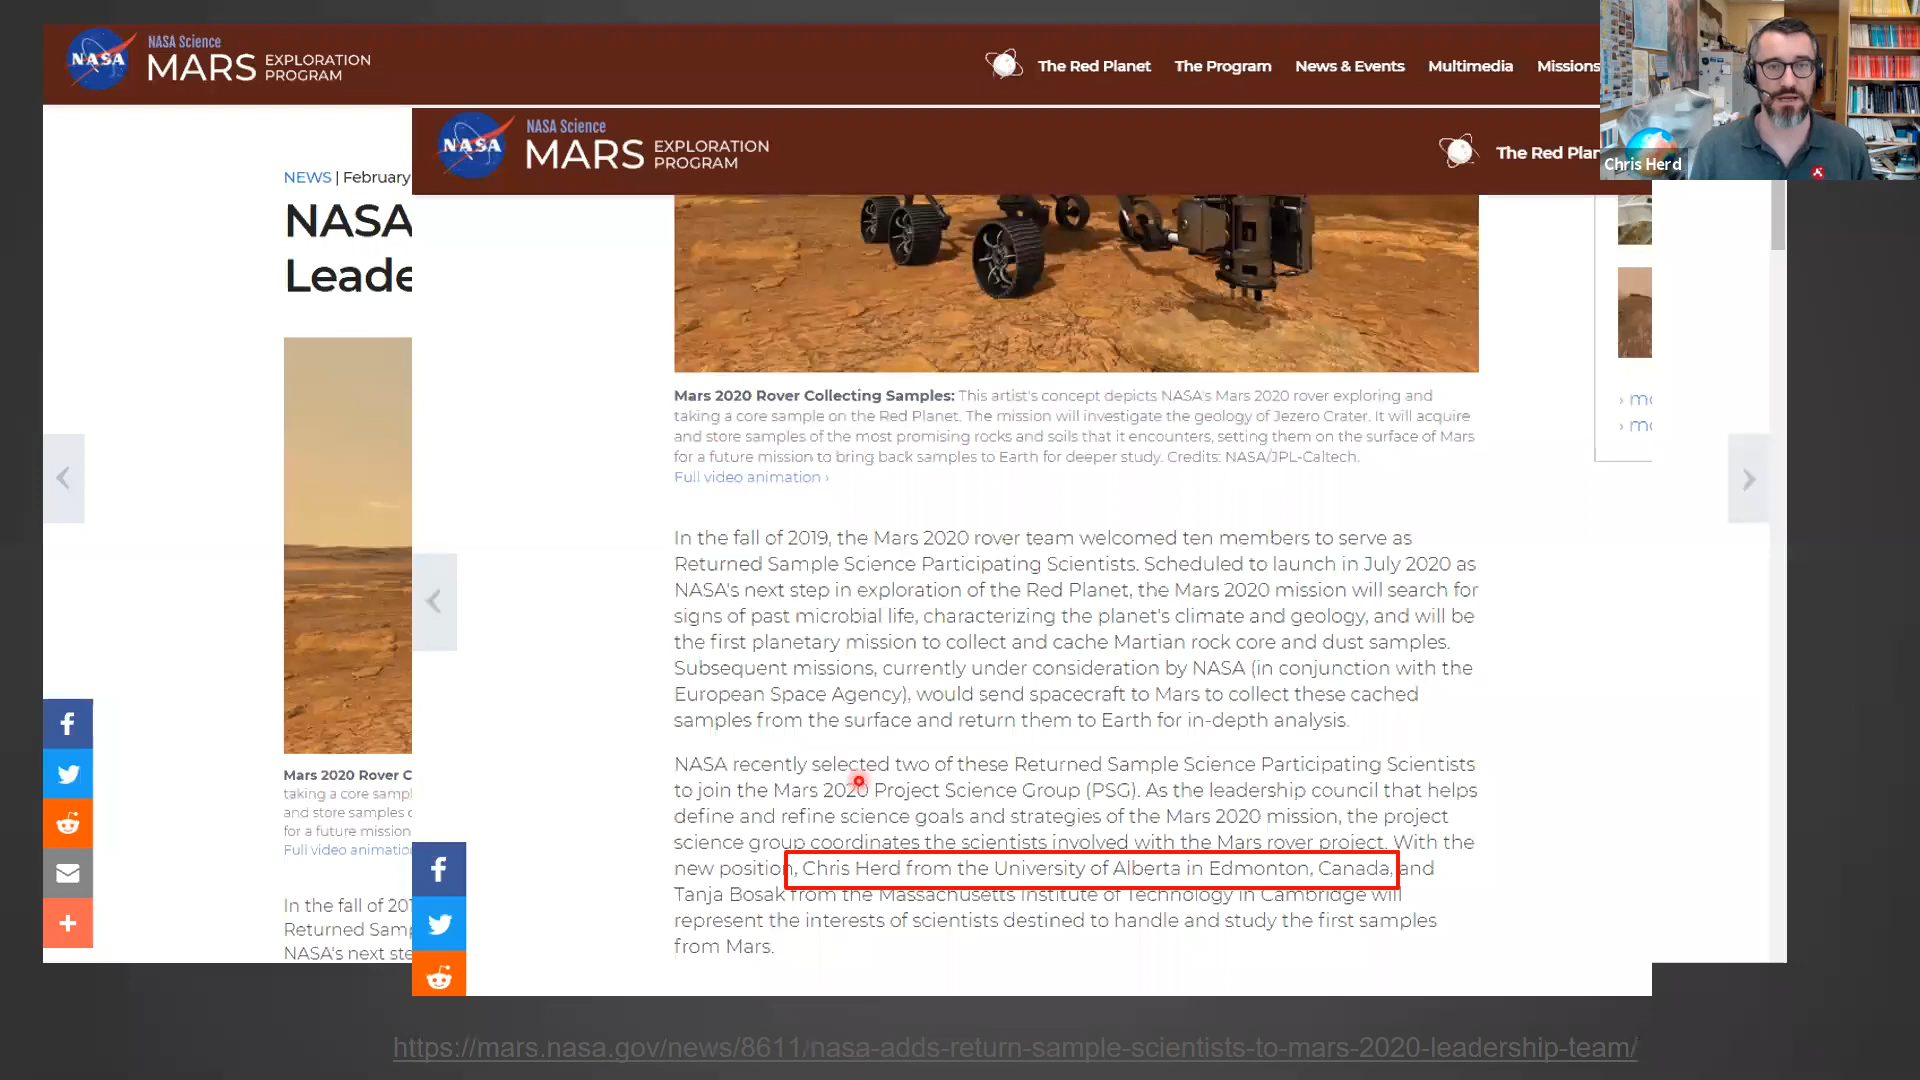 NASA
NASA Science
MARS EXPLORATION PROGRAM
The Red Planet
The Program
News & Events
Multimedia
Missions
Chris Herd
NEWS | February
NASA
Leade
NASA
NASA Science
MARS EXPLORATION PROGRAM
The Red Plan
Mars 2020 Rover Collecting Samples: This artist's concept depicts NASA's Mars 2020 rover exploring and
taking a core sample on the Red Planet. The mission will investigate the geology of Jezero Crater. It will acquire
and store samples of the most promising rocks and soils that it encounters, setting them on the surface of Mars
for a future mission to bring back samples to Earth for deeper study. Credits: NASA/JPL-Caltech.
Full video animation ›
› mo
› mo
In the fall of 2019, the Mars 2020 rover team welcomed ten members to serve as
Returned Sample Science Participating Scientists. Scheduled to launch in July 2020 as
NASA's next step in exploration of the Red Planet, the Mars 2020 mission will search for
signs of past microbial life, characterizing the planet's climate and geology, and will be
the first planetary mission to collect and cache Martian rock core and dust samples.
Subsequent missions, currently under consideration by NASA (in conjunction with the
European Space Agency), would send spacecraft to Mars to collect these cached
samples from the surface and return them to Earth for in-depth analysis.
NASA recently selected two of these Returned Sample Science Participating Scientists
to join the Mars 2020 Project Science Group (PSG). As the leadership council that helps
define and refine science goals and strategies of the Mars 2020 mission, the project
science group coordinates the scientists involved with the Mars rover project. With the
new position, Chris Herd from the University of Alberta in Edmonton, Canada, and
Tanja Bosak from the Massachusetts Institute of Technology in Cambridge will
represent the interests of scientists destined to handle and study the first samples
from Mars.
Mars 2020 Rover C
taking a core sampl
and store samples o
for a future mission
Full video animatio
In the fall of 201
Returned Samp
NASA's next ste
https://mars.nasa.gov/news/8611/nasa-adds-return-sample-scientists-to-mars-2020-leadership-team/